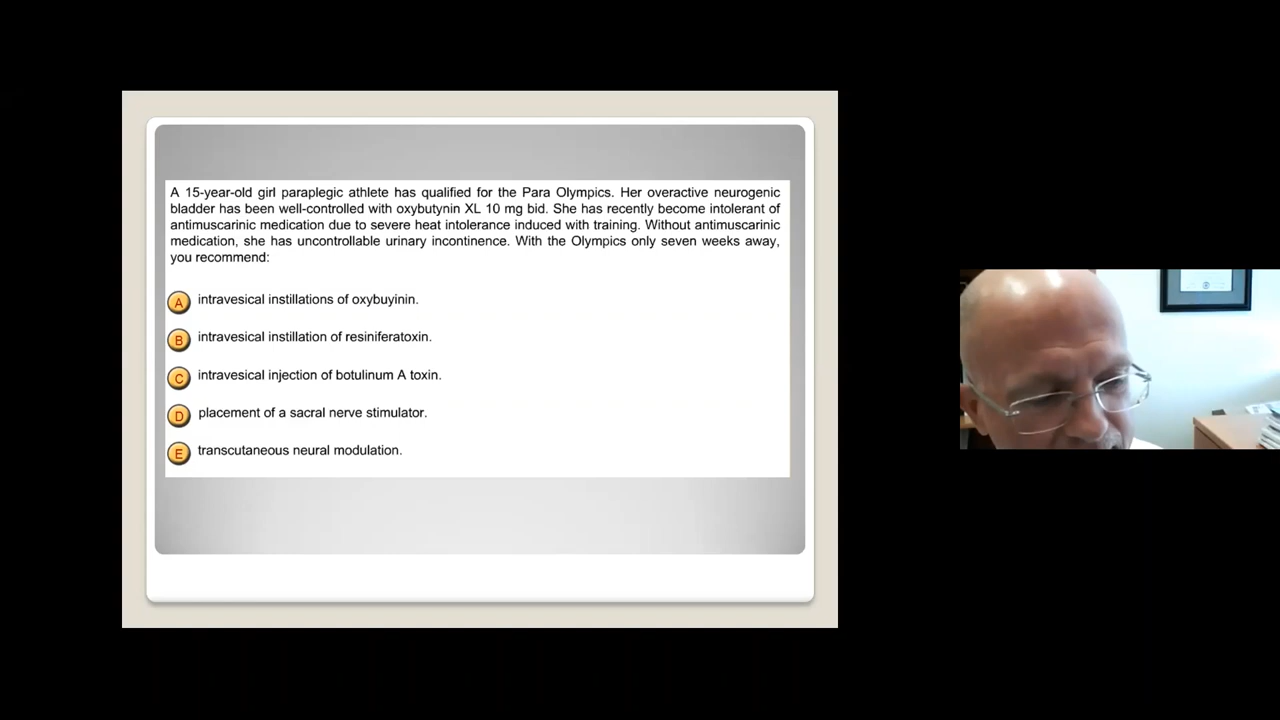 A 15-year-old girl paraplegic athlete has qualified for the Para Olympics. Her overactive neurogenic
bladder has been well-controlled with oxybutynin XL 10 mg bid. She has recently become intolerant of
antimuscarinic medication due to severe heat intolerance induced with training. Without antimuscarinic
medication, she has uncontrollable urinary incontinence. With the Olympics only seven weeks away,
you recommend:
A intravesical instillations of oxybuyinin.
B intravesical instillation of resiniferatoxin.
C intravesical injection of botulinum A toxin.
D placement of a sacral nerve stimulator.
E transcutaneous neural modulation.